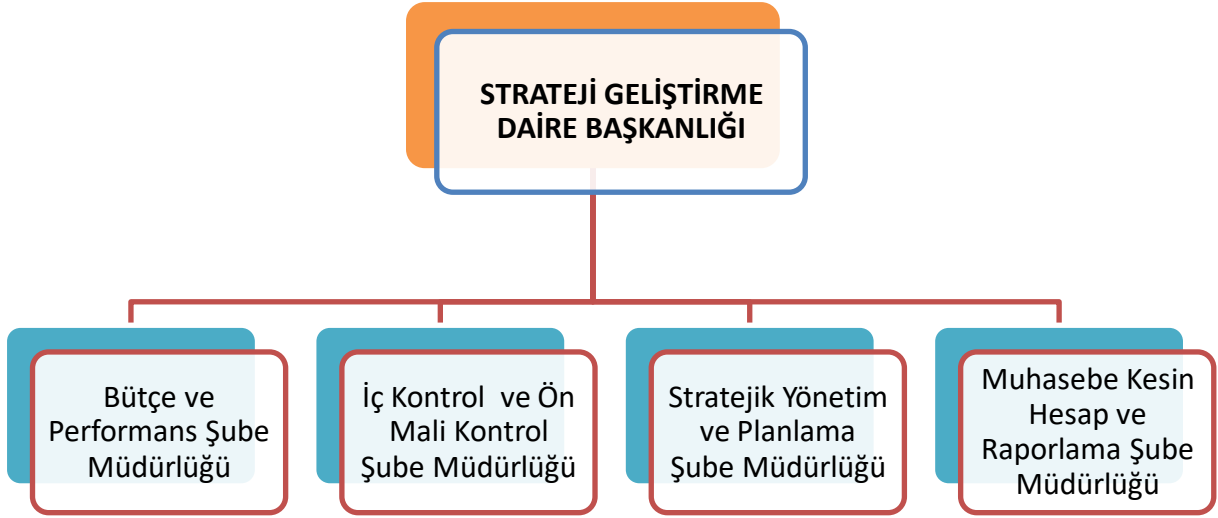 STRATEJİ GELİŞTİRME
DAİRE BAŞKANLIĞI
Bütçe ve
Performans Şube
Müdürlüğü
İç Kontrol ve Ön
Mali Kontrol
Şube Müdürlüğü
Stratejik Yönetim
ve Planlama
Şube Müdürlüğü
Muhasebe Kesin
Hesap ve
Raporlama Şube
Müdürlüğü